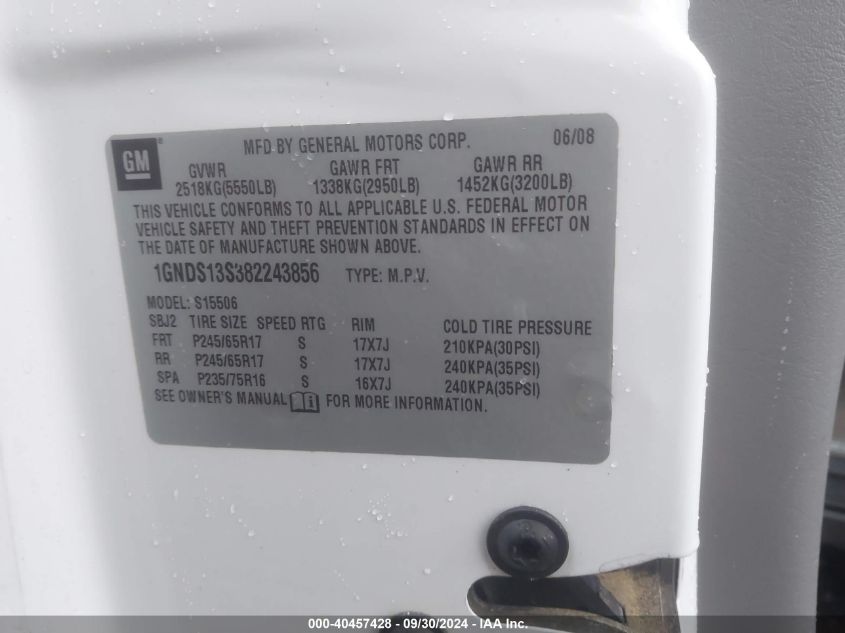 GM
MFD BY GENERAL MOTORS CORP. 06/08
GVWR GAWR FRT GAWR RR
2518KG(5550LB) 1338KG(2950LB) 1452KG(3200LB)
THIS VEHICLE CONFORMS TO ALL APPLICABLE U.S. FEDERAL MOTOR
VEHICLE SAFETY AND THEFT PREVENTION STANDARDS IN EFFECT ON
THE DATE OF MANUFACTURE SHOWN ABOVE.
1GNDS13S382243856 TYPE: M.P.V.
MODEL: S15506
SBJ2 TIRE SIZE SPEED RTG RIM COLD TIRE PRESSURE
FRT P245/65R17 S 17X7J 210KPA(30PSI)
RR P245/65R17 S 17X7J 240KPA(35PSI)
SPA P235/75R16 S 16X7J 240KPA(35PSI)
SEE OWNER'S MANUAL FOR MORE INFORMATION.
000-40457428 - 09/30/2024 - IAA Inc.